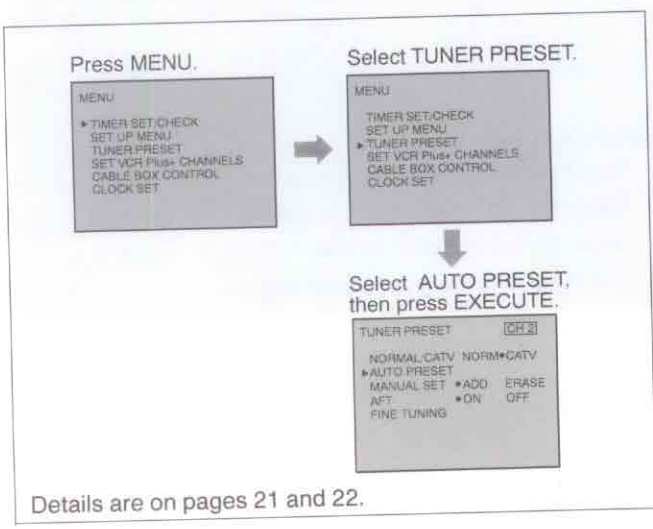 Press MENU.
MENU
▶ TIMER SET/CHECK
SET UP MENU
TUNER PRESET
SET VCR Plus+ CHANNELS
CABLE BOX CONTROL
CLOCK SET
Select TUNER PRESET.
MENU
TIMER SET/CHECK
SET UP MENU
▶ TUNER PRESET
SET VCR Plus+ CHANNELS
CABLE BOX CONTROL
CLOCK SET
Select AUTO PRESET,
then press EXECUTE.
TUNER PRESET CH 2
NORMAL/CATV NORM●CATV
▶AUTO PRESET
MANUAL SET ●ADD ERASE
AFT ●ON OFF
FINE TUNING
Details are on pages 21 and 22.